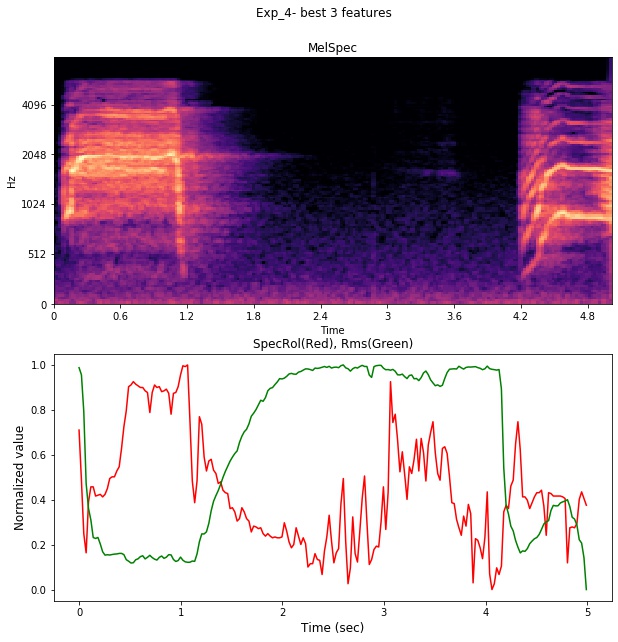 Exp_4- best 3 features
MelSpec
4096
2048
1024
512
0
Hz
0 0.6 1.2 1.8 2.4 3 3.6 4.2 4.8
Time
SpecRol(Red), Rms(Green)
1.0
0.8
0.6
0.4
0.2
0.0
Normalized value
0 1 2 3 4 5
Time (sec)